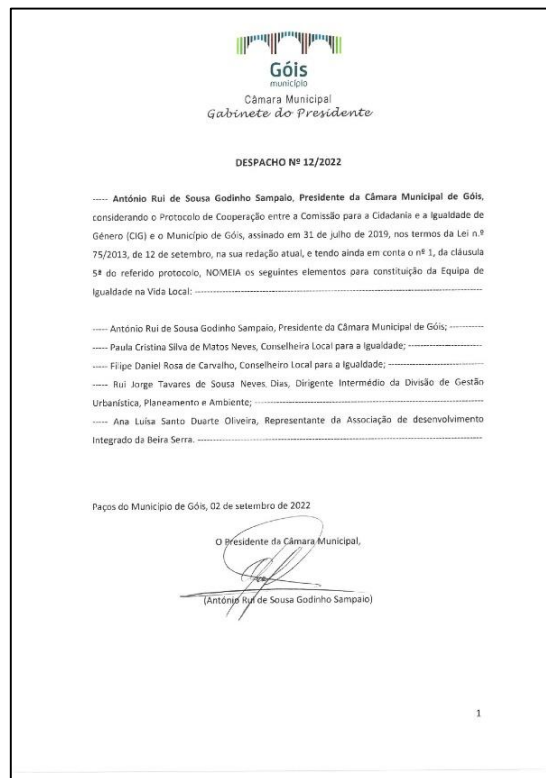 Góis
município
Câmara Municipal
Gabinete do Presidente
DESPACHO Nº 12/2022
----- António Rui de Sousa Godinho Sampaio, Presidente da Câmara Municipal de Góis,
considerando o Protocolo de Cooperação entre a Comissão para a Cidadania e a Igualdade de
Género (CIG) e o Município de Góis, assinado em 31 de julho de 2019, nos termos da Lei n.º
75/2013, de 12 de setembro, na sua redação atual, e tendo ainda em conta o nº 1, da cláusula
5ª do referido protocolo, NOMEIA os seguintes elementos para constituição da Equipa de
Igualdade na Vida Local: ---------------------------------------------------------------
----- António Rui de Sousa Godinho Sampaio, Presidente da Câmara Municipal de Góis; ---------
----- Paula Cristina Silva de Matos Neves, Conselheira Local para a Igualdade; --------------------
----- Filipe Daniel Rosa de Carvalho, Conselheiro Local para a Igualdade; --------------------------
----- Rui Jorge Tavares de Sousa Neves Dias, Dirigente Intermédio da Divisão de Gestão
Urbanística, Planeamento e Ambiente; --------------------------------------------------
----- Ana Luísa Santo Duarte Oliveira, Representante da Associação de desenvolvimento
Integrado da Beira Serra. ---------------------------------------------------------------
Paços do Município de Góis, 02 de setembro de 2022
O Presidente da Câmara Municipal,
(António Rui de Sousa Godinho Sampaio)
1